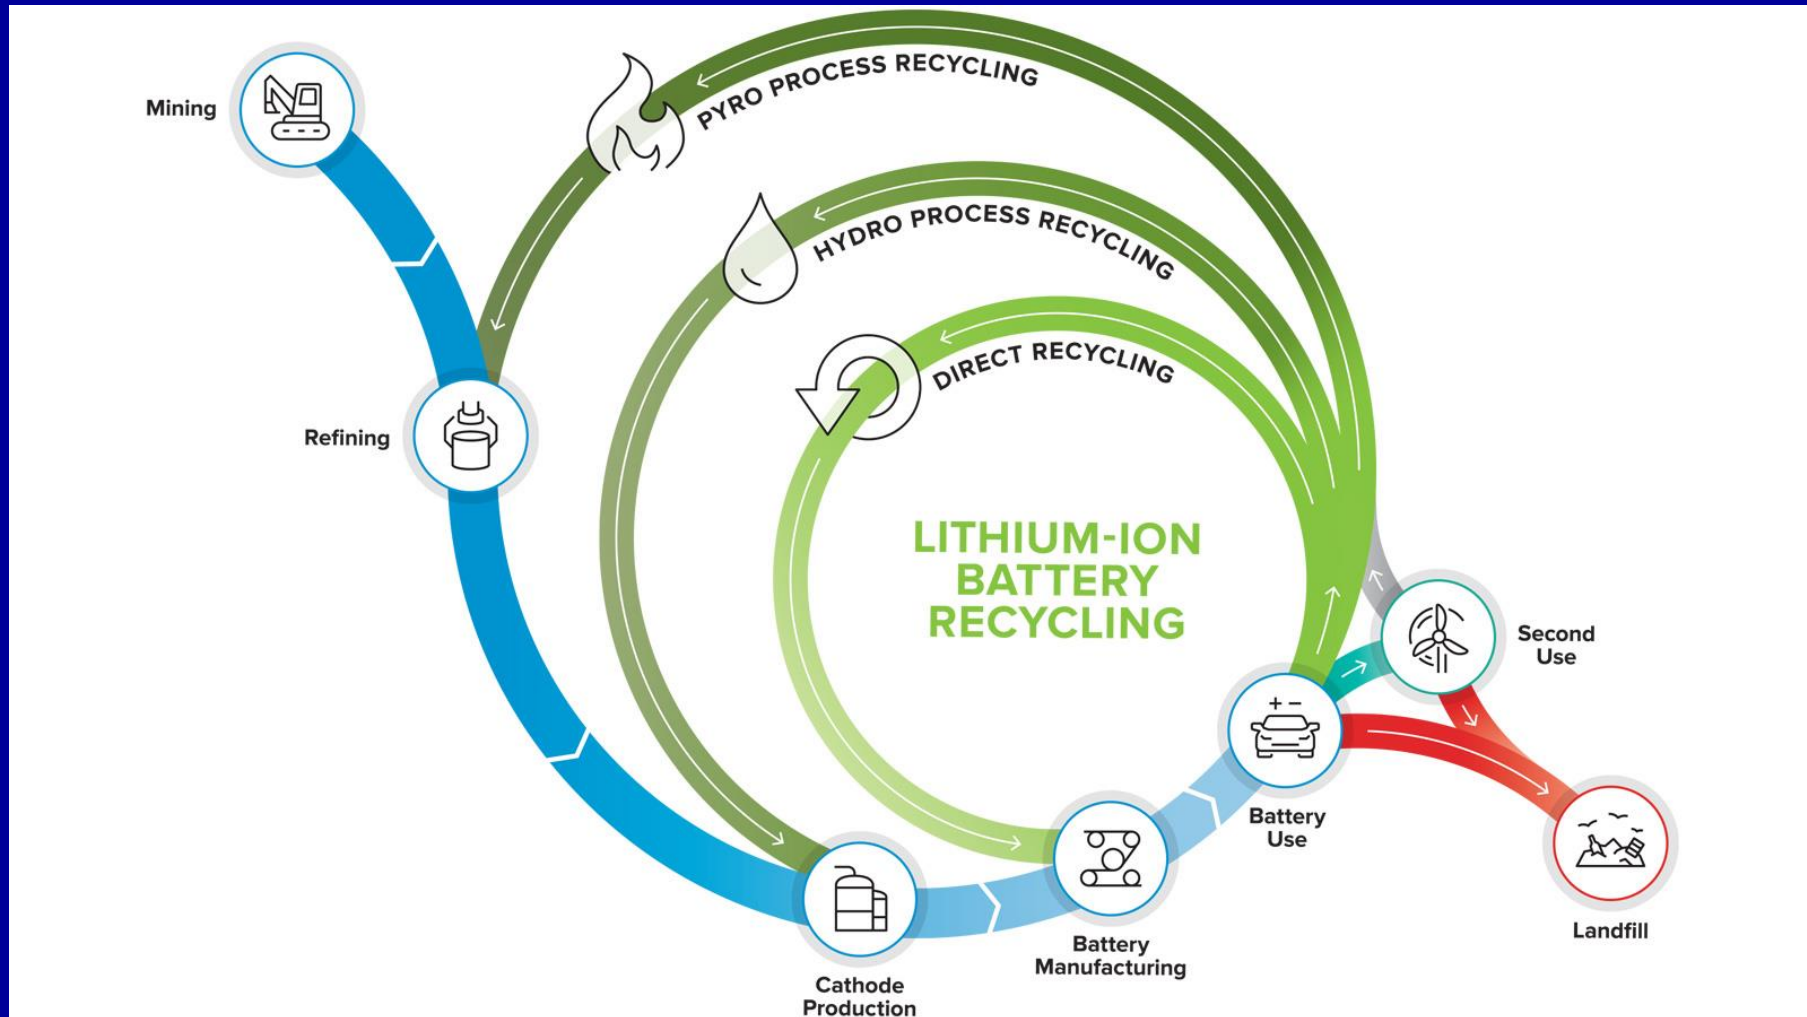 Mining
PYRO PROCESS RECYCLING
HYDRO PROCESS RECYCLING
DIRECT RECYCLING
Refining
LITHIUM-ION
BATTERY
RECYCLING
Second
Use
Battery
Use
Landfill
Battery
Manufacturing
Cathode
Production